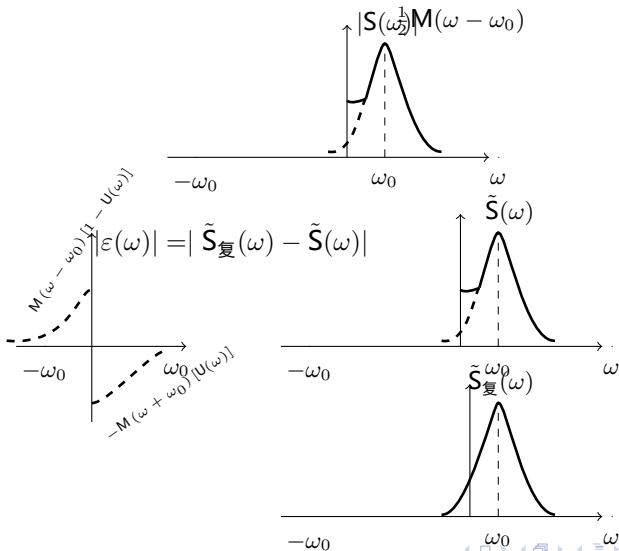 |S(ω)| ½M(ω − ω₀)
−ω₀ ω₀ ω
M(ω − ω₀)[1 − U(ω)]
|ε(ω)| =| S̃复(ω) − S̃(ω)|
S̃(ω)
−ω₀ ω₀
−M(ω + ω₀)[U(ω)]
−ω₀ ω₀ ω
S̃复(ω)
−ω₀ ω₀ ω